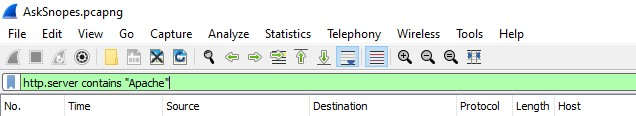 AskSnopes.pcapng
File Edit View Go Capture Analyze Statistics Telephony Wireless Tools Help
http.server contains "Apache"
No. Time Source Destination Protocol Length Host